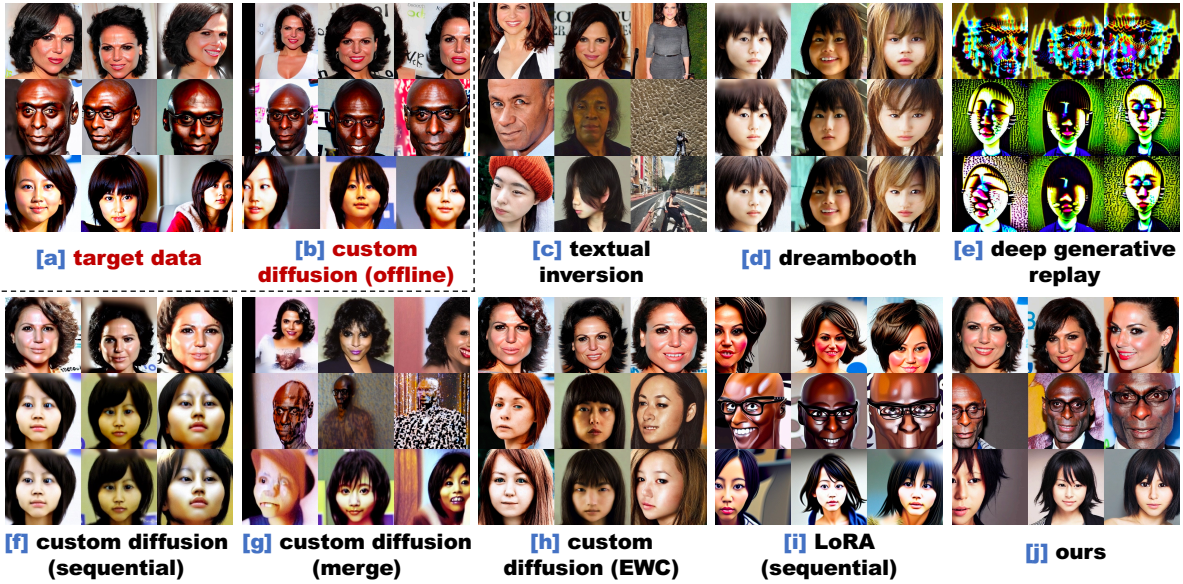 [a] target data
[b] custom
diffusion (offline)
[c] textual
inversion
[d] dreambooth
[e] deep generative
replay
[f] custom diffusion
(sequential)
[g] custom diffusion
(merge)
[h] custom
diffusion (EWC)
[i] LoRA
(sequential)
[j] ours